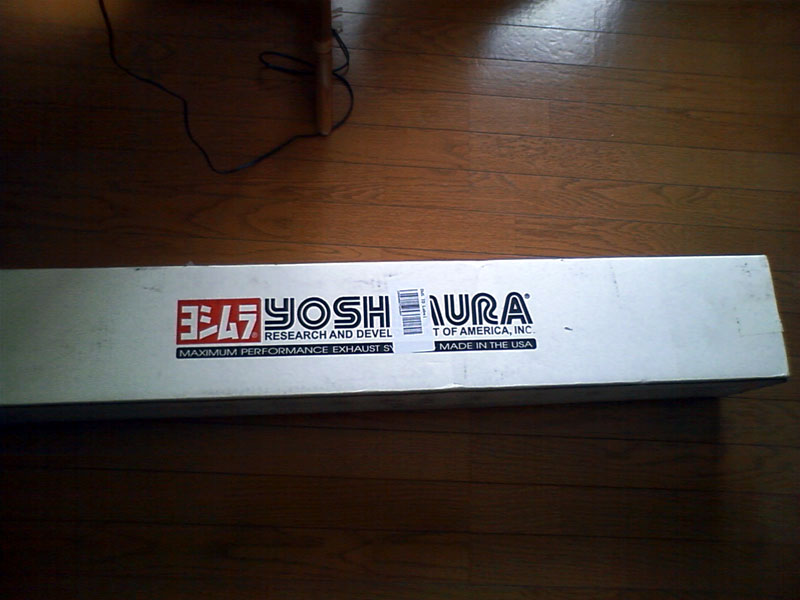 ヨシムラ® YOSH URA®
RESEARCH AND DEVEL T OF AMERICA, INC.
MAXIMUM PERFORMANCE EXHAUST SY MADE IN THE USA